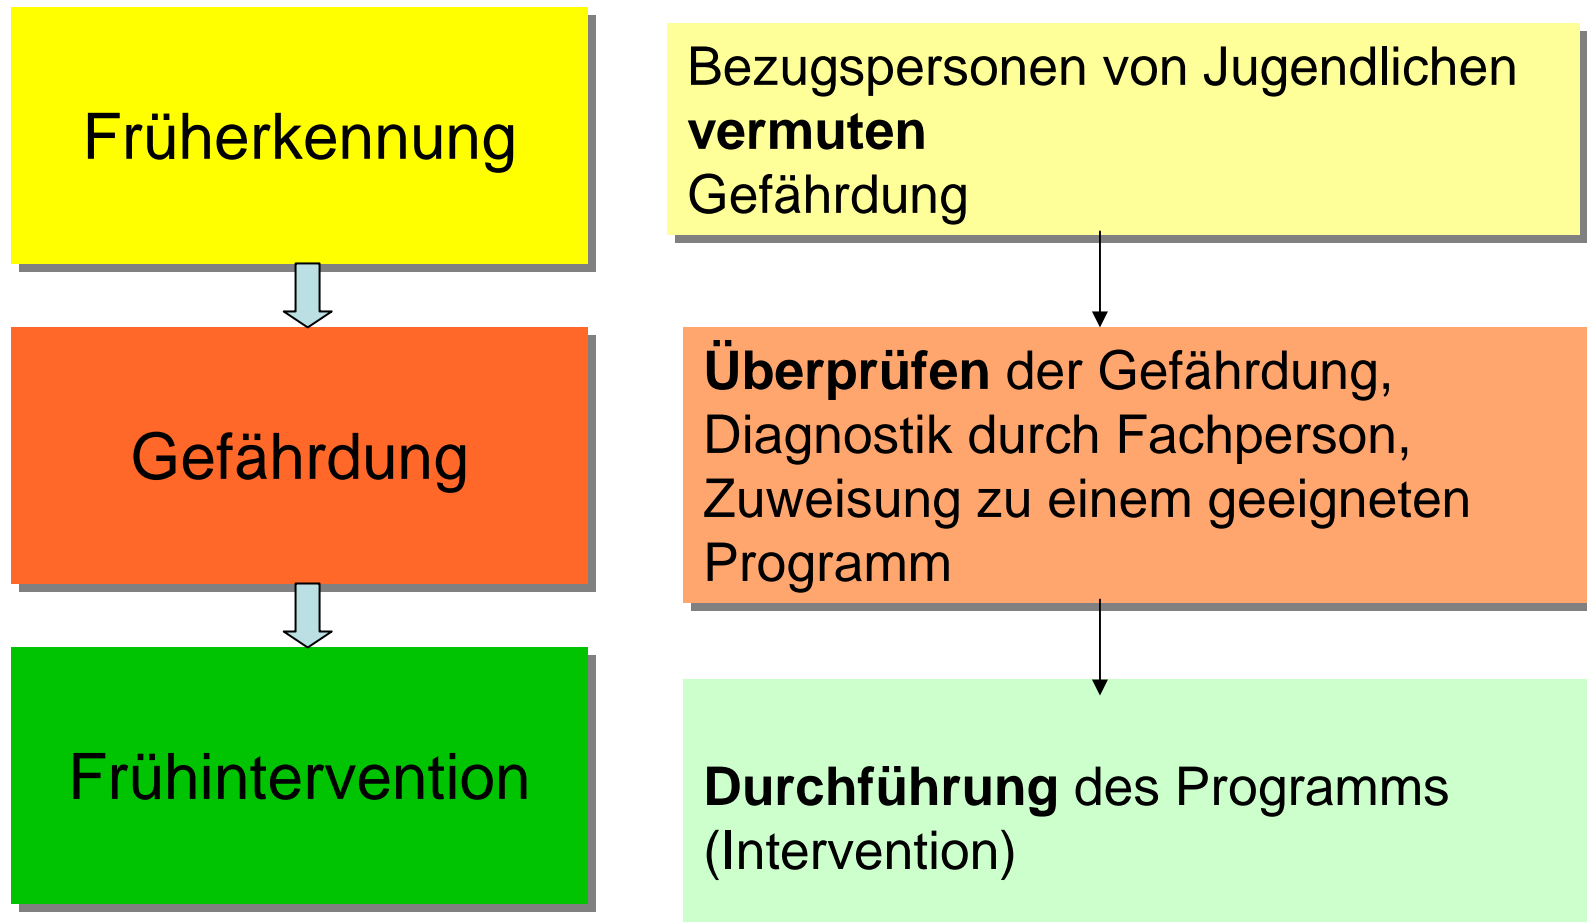 Früherkennung
Bezugspersonen von Jugendlichen
vermuten
Gefährdung
Gefährdung
Überprüfen der Gefährdung,
Diagnostik durch Fachperson,
Zuweisung zu einem geeigneten
Programm
Frühintervention
Durchführung des Programms
(Intervention)